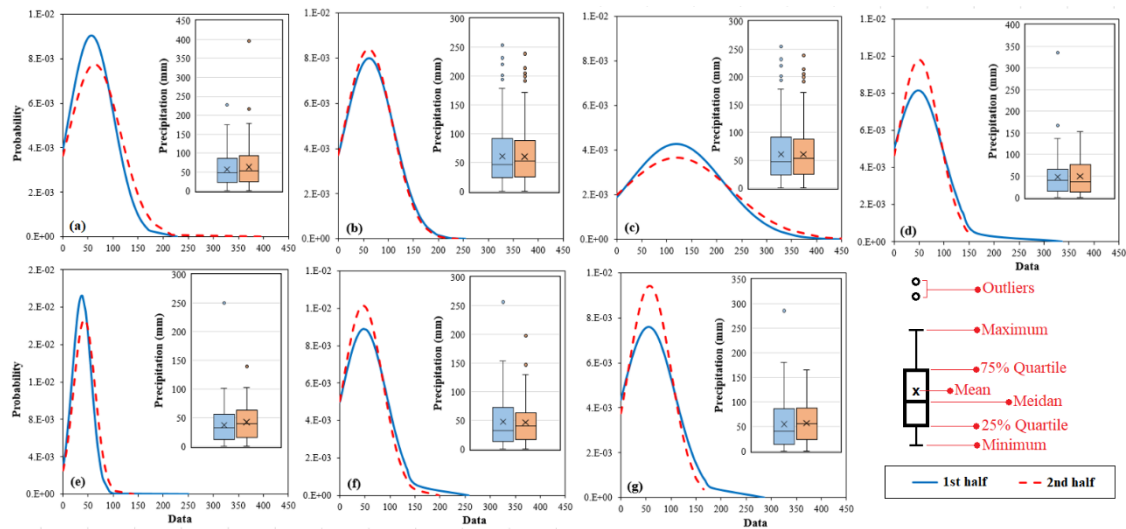 1.E-02
8.E-03
6.E-03
4.E-03
2.E-03
0.E+00
Probability
0 50 100 150 200 250 300 350 400 450
(a)
Precipitation (mm)
450
400
350
300
250
200
150
100
50
0
1.E-02
8.E-03
6.E-03
4.E-03
2.E-03
0.E+00
0 50 100 150 200 250 300 350 400 450
(b)
Precipitation (mm)
300
250
200
150
100
50
0
1.E-02
8.E-03
6.E-03
4.E-03
2.E-03
0.E+00
0 50 100 150 200 250 300 350 400 450
Data
(c)
Precipitation (mm)
300
250
200
150
100
50
0
1.E-02
1.E-02
8.E-03
6.E-03
4.E-03
2.E-03
0.E+00
0 50 100 150 200 250 300 350 400 450
Data
(d)
Precipitation (mm)
400
350
300
250
200
150
100
50
0
2.E-02
2.E-02
2.E-02
1.E-02
8.E-03
4.E-03
0.E+00
Probability
0 50 100 150 200 250 300 350 400 450
Data
(e)
Precipitation (mm)
300
250
200
150
100
50
0
1.E-02
1.E-02
8.E-03
6.E-03
4.E-03
2.E-03
0.E+00
0 50 100 150 200 250 300 350 400 450
Data
(f)
Precipitation (mm)
300
250
200
150
100
50
0
1.E-02
8.E-03
6.E-03
4.E-03
2.E-03
0.E+00
0 50 100 150 200 250 300 350 400 450
Data
(g)
Precipitation (mm)
350
300
250
200
150
100
50
0
Outliers
Maximum
75% Quartile
Mean
Meidan
25% Quartile
Minimum
1st half 2nd half